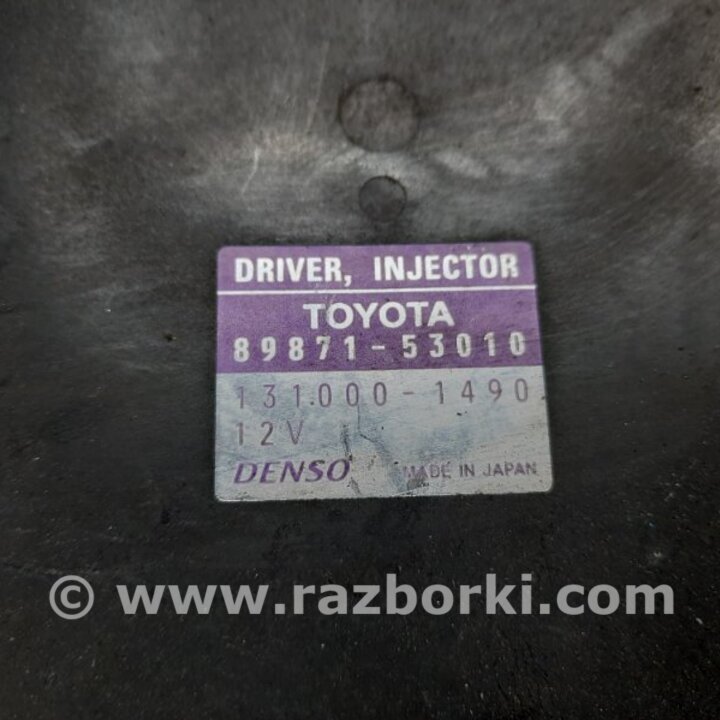 DRIVER, INJECTOR
TOYOTA
89871-53010
131000-1490
12V
DENSO MADE IN JAPAN
© www.razborki.com